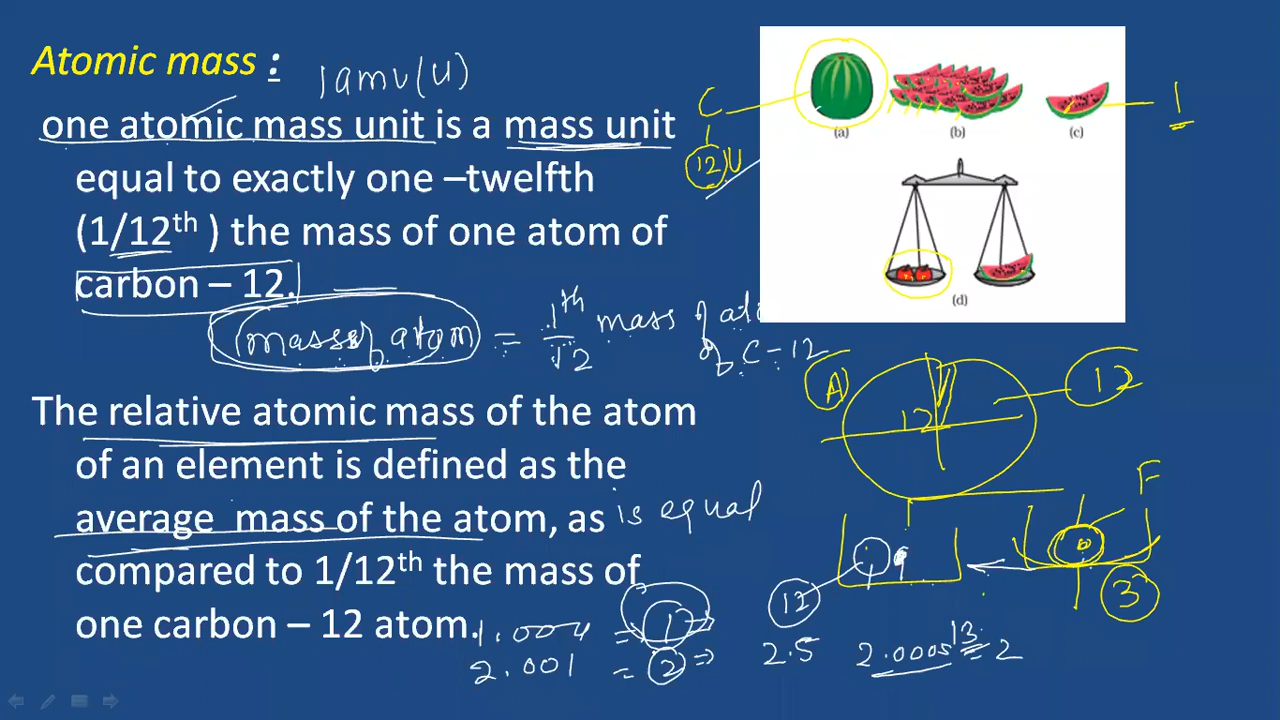 Atomic mass :
1 amu (u)
one atomic mass unit is a mass unit
equal to exactly one –twelfth
(1/12th ) the mass of one atom of
carbon – 12.
C
12 U
1
(a)
(b)
(c)
(d)
mass of atom = 1th/12 mass of
of C – 12
The relative atomic mass of the atom
of an element is defined as the
average mass of the atom, as is equal
compared to 1/12th the mass of
one carbon – 12 atom.
A
12
12
F
12
3
1.004 = 1
2.001 = 2 ⇒ 2.5
2.0005 = 2